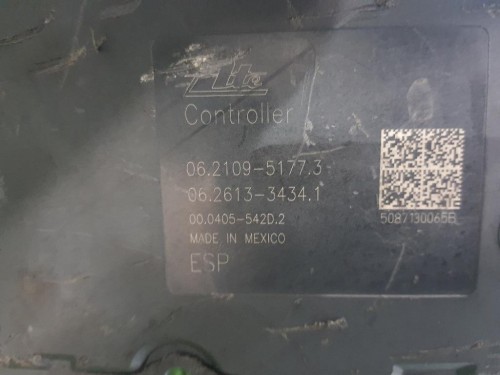 Ate
Controller
06.2109-5177.3
06.2613-3434.1
00.0405-542D.2
5087130065B
MADE IN MEXICO
ESP